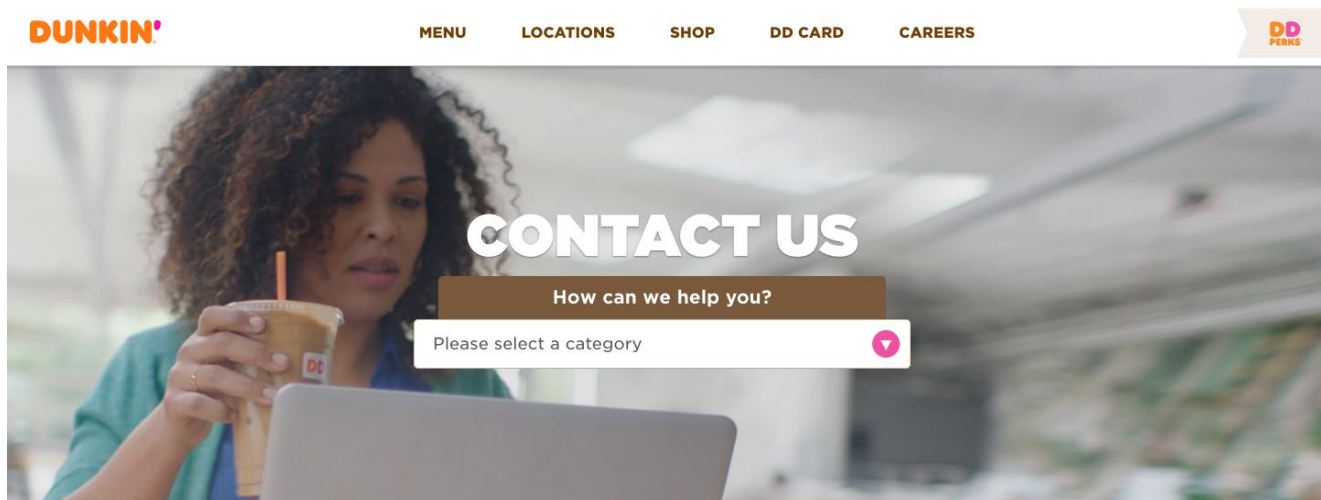 DUNKIN'
MENU
LOCATIONS
SHOP
DD CARD
CAREERS
DD
PERKS
CONTACT US
How can we help you?
Please select a category
DD